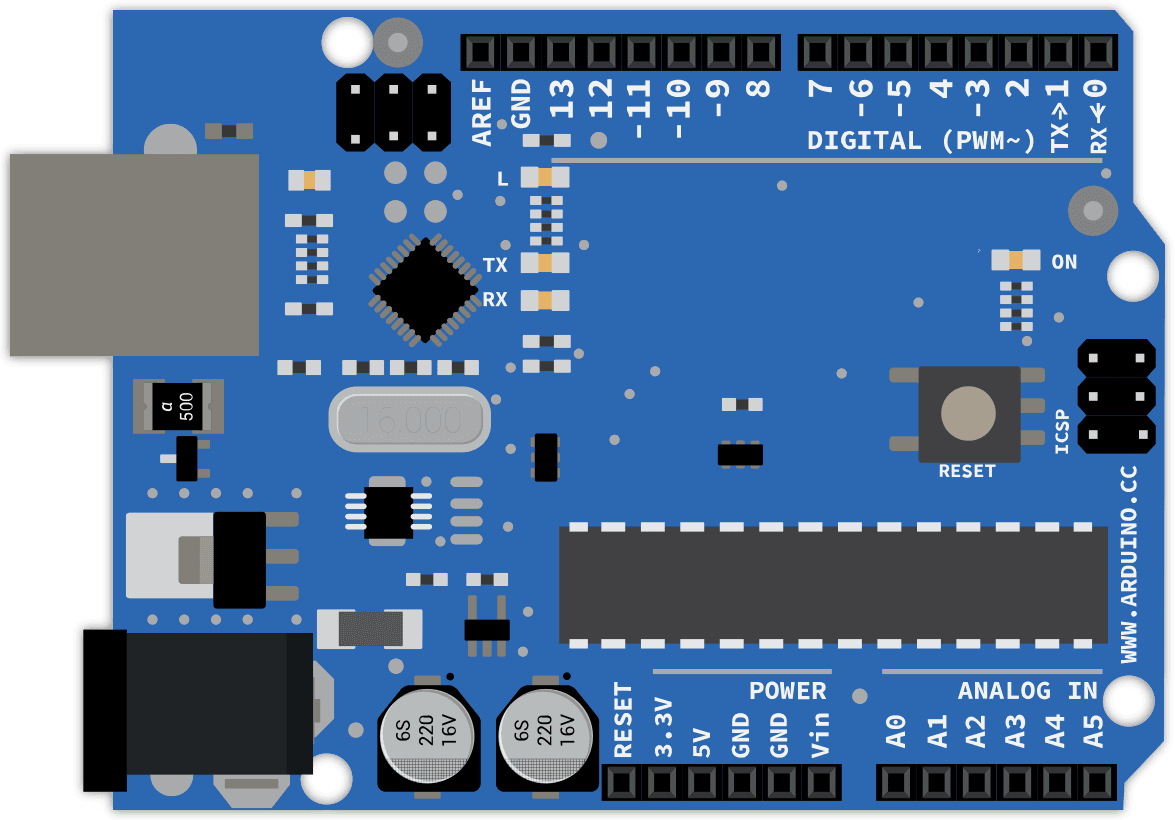 AREF GND 13 12 -11 -10 -9 8 7 -6 -5 4 -3 2 TX→1 RX←0
DIGITAL (PWM~)
L
TX
RX
ON
a
500
16.000
RESET
ICSP
WWW.ARDUINO.CC
POWER
ANALOG IN
RESET 3.3V 5V GND GND Vin A0 A1 A2 A3 A4 A5
6S
220
16V
6S
220
16V